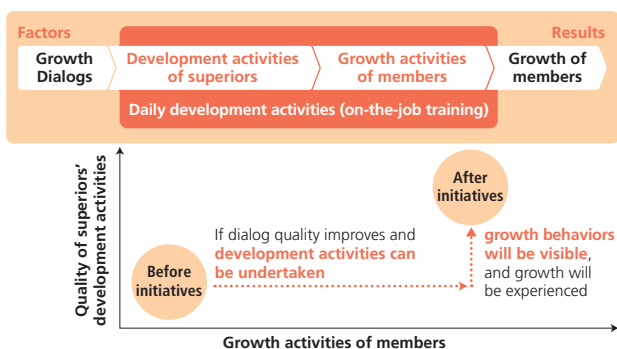 Factors
Results
Growth
Dialogs
Development activities
of superiors
Growth activities
of members
Growth of
members
Daily development activities (on-the-job training)
Quality of superiors’
development activities
After
initiatives
If dialog quality improves and
development activities can
be undertaken
growth behaviors
will be visible,
and growth will
be experienced
Before
initiatives
Growth activities of members